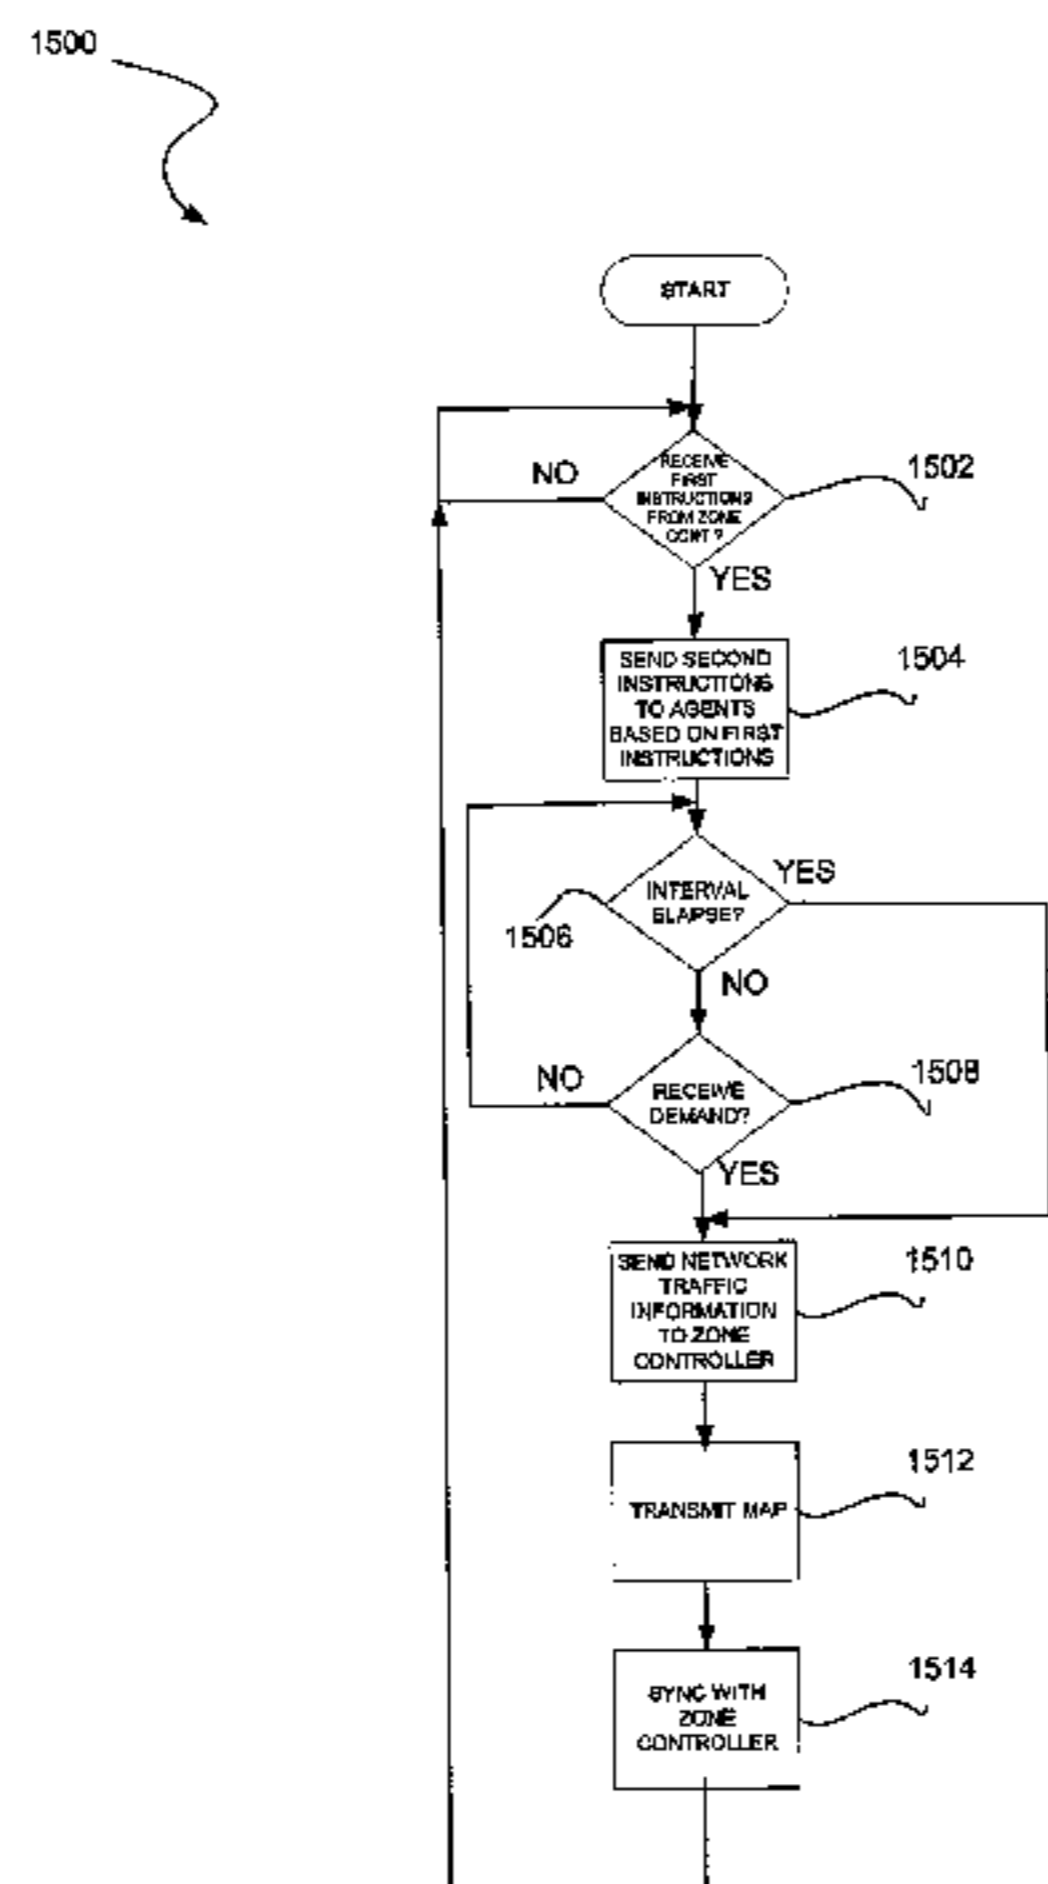 1500
START
NO
RECEIVE
FIRST
INSTRUCTIONS
FROM ZONE
CONT ?
1502
YES
SEND SECOND
INSTRUCTIONS
TO AGENTS
BASED ON FIRST
INSTRUCTIONS
1504
INTERVAL
ELAPSE?
YES
1506
NO
NO
RECEIVE
DEMAND?
1508
YES
SEND NETWORK
TRAFFIC
INFORMATION
TO ZONE
CONTROLLER
1510
TRANSMIT MAP
1512
SYNC WITH
ZONE
CONTROLLER
1514